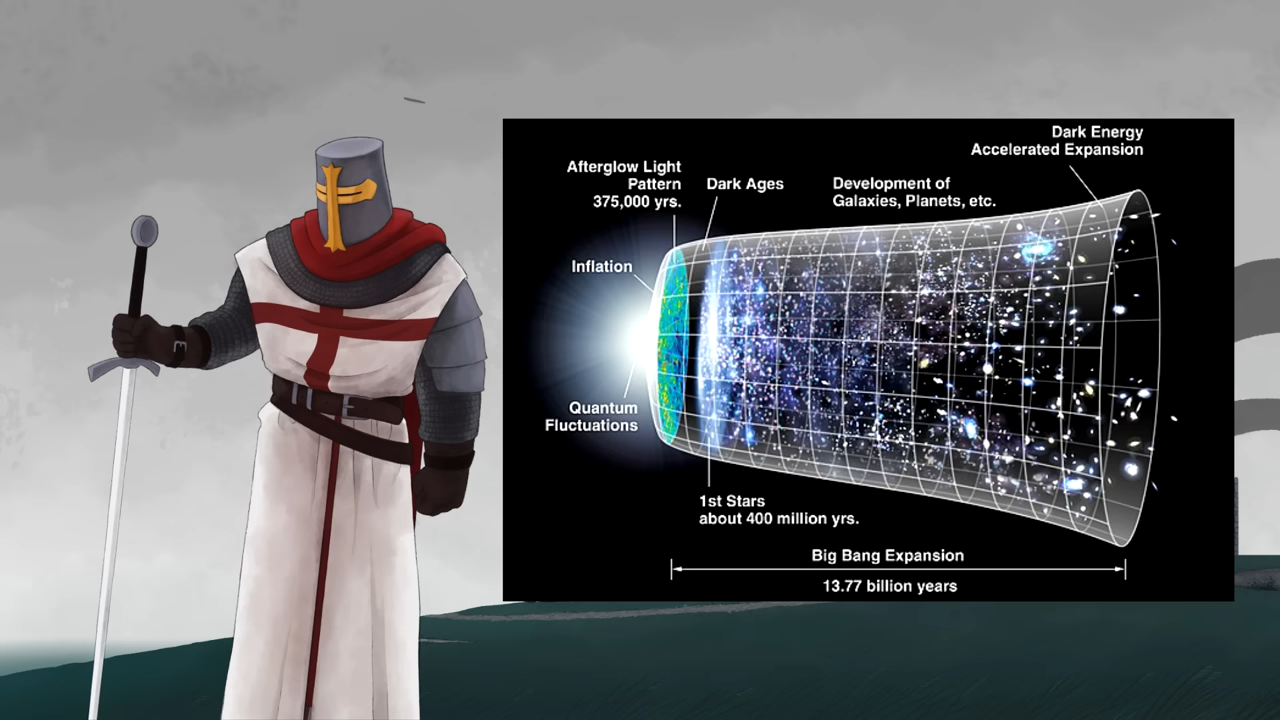 Dark Energy
Accelerated Expansion
Afterglow Light
Pattern
375,000 yrs.
Dark Ages
Development of
Galaxies, Planets, etc.
Inflation
Quantum
Fluctuations
1st Stars
about 400 million yrs.
Big Bang Expansion
13.77 billion years